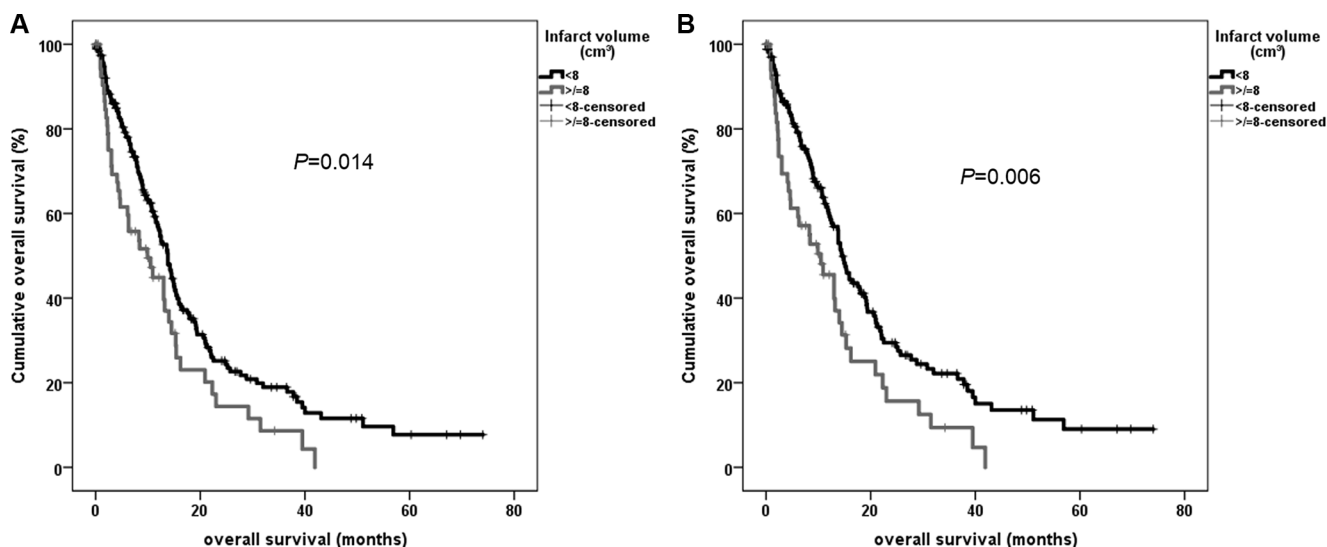 A
Cumulative overall survival (%)
100
80
60
40
20
0
P=0.014
0 20 40 60 80
overall survival (months)
Infarct volume
(cm³)
<8
>/=8
<8-censored
>/=8-censored
B
Cumulative overall survival (%)
100
80
60
40
20
0
P=0.006
0 20 40 60 80
overall survival (months)
Infarct volume
(cm³)
<8
>/=8
<8-censored
>/=8-censored